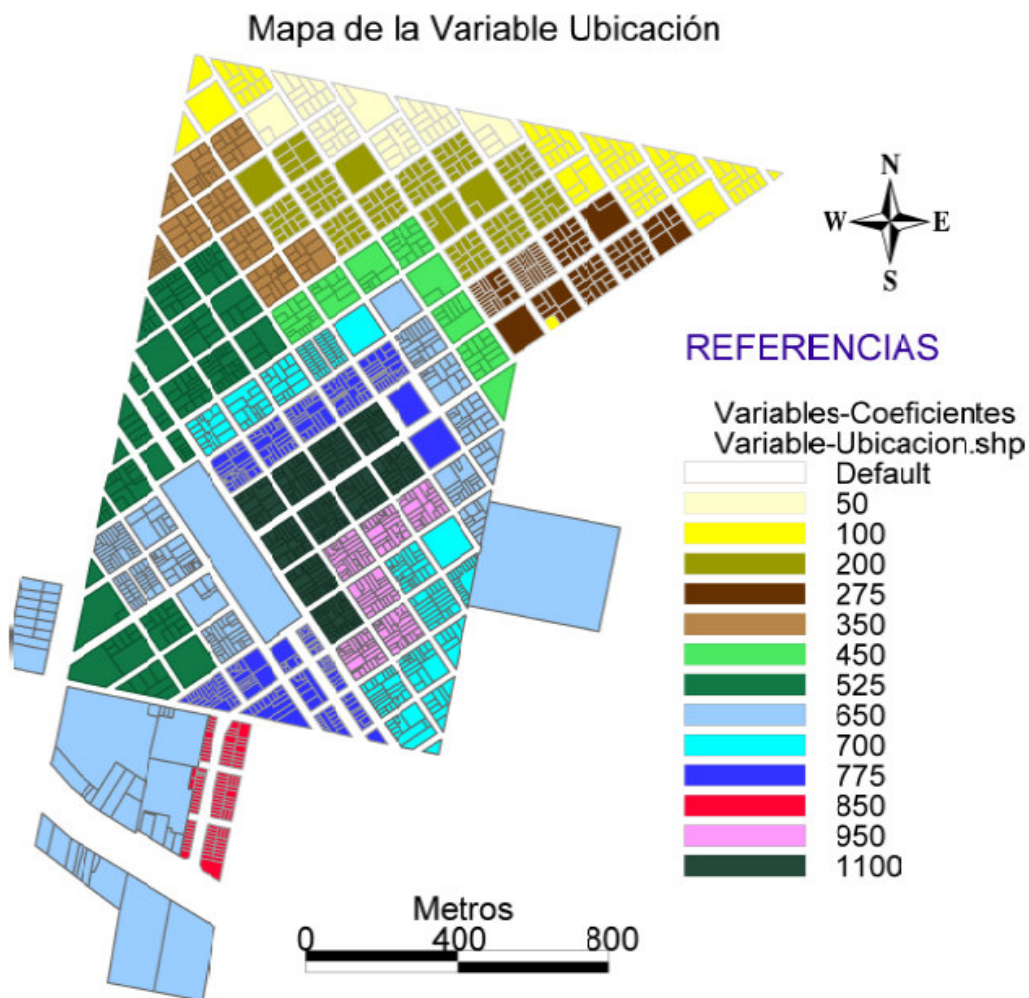 Mapa de la Variable Ubicación
N
W E
S
REFERENCIAS
Variables-Coeficientes
Variable-Ubicacion.shp
Default
50
100
200
275
350
450
525
650
700
775
850
950
1100
Metros
0 400 800